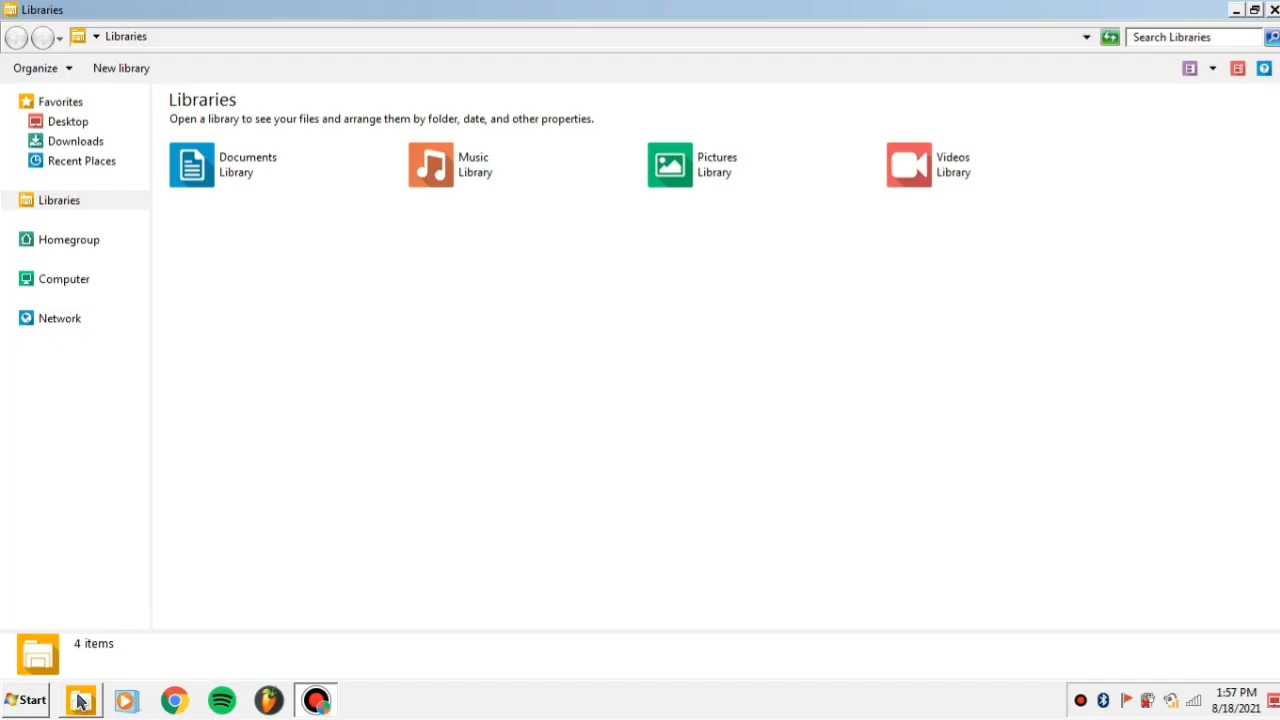 Libraries
Libraries
Search Libraries
Organize
New library
Favorites
Desktop
Downloads
Recent Places
Libraries
Homegroup
Computer
Network
Libraries
Open a library to see your files and arrange them by folder, date, and other properties.
Documents
Library
Music
Library
Pictures
Library
Videos
Library
4 items
Start
1:57 PM
8/18/2021